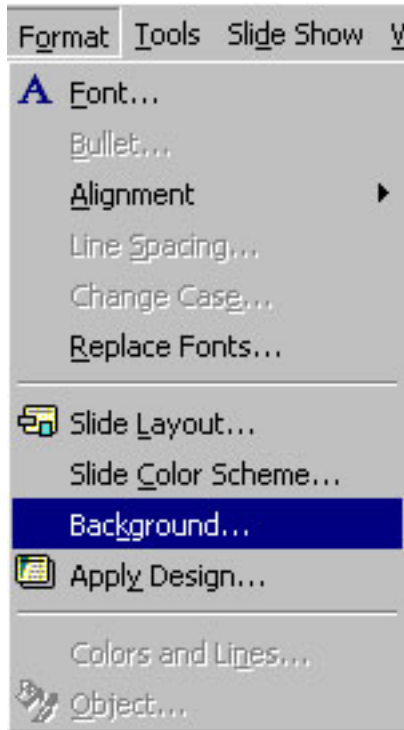 Format Tools Slide Show
Font...
Bullet...
Alignment
Line Spacing...
Change Case...
Replace Fonts...
Slide Layout...
Slide Color Scheme...
Background...
Apply Design...
Colors and Lines...
Object...